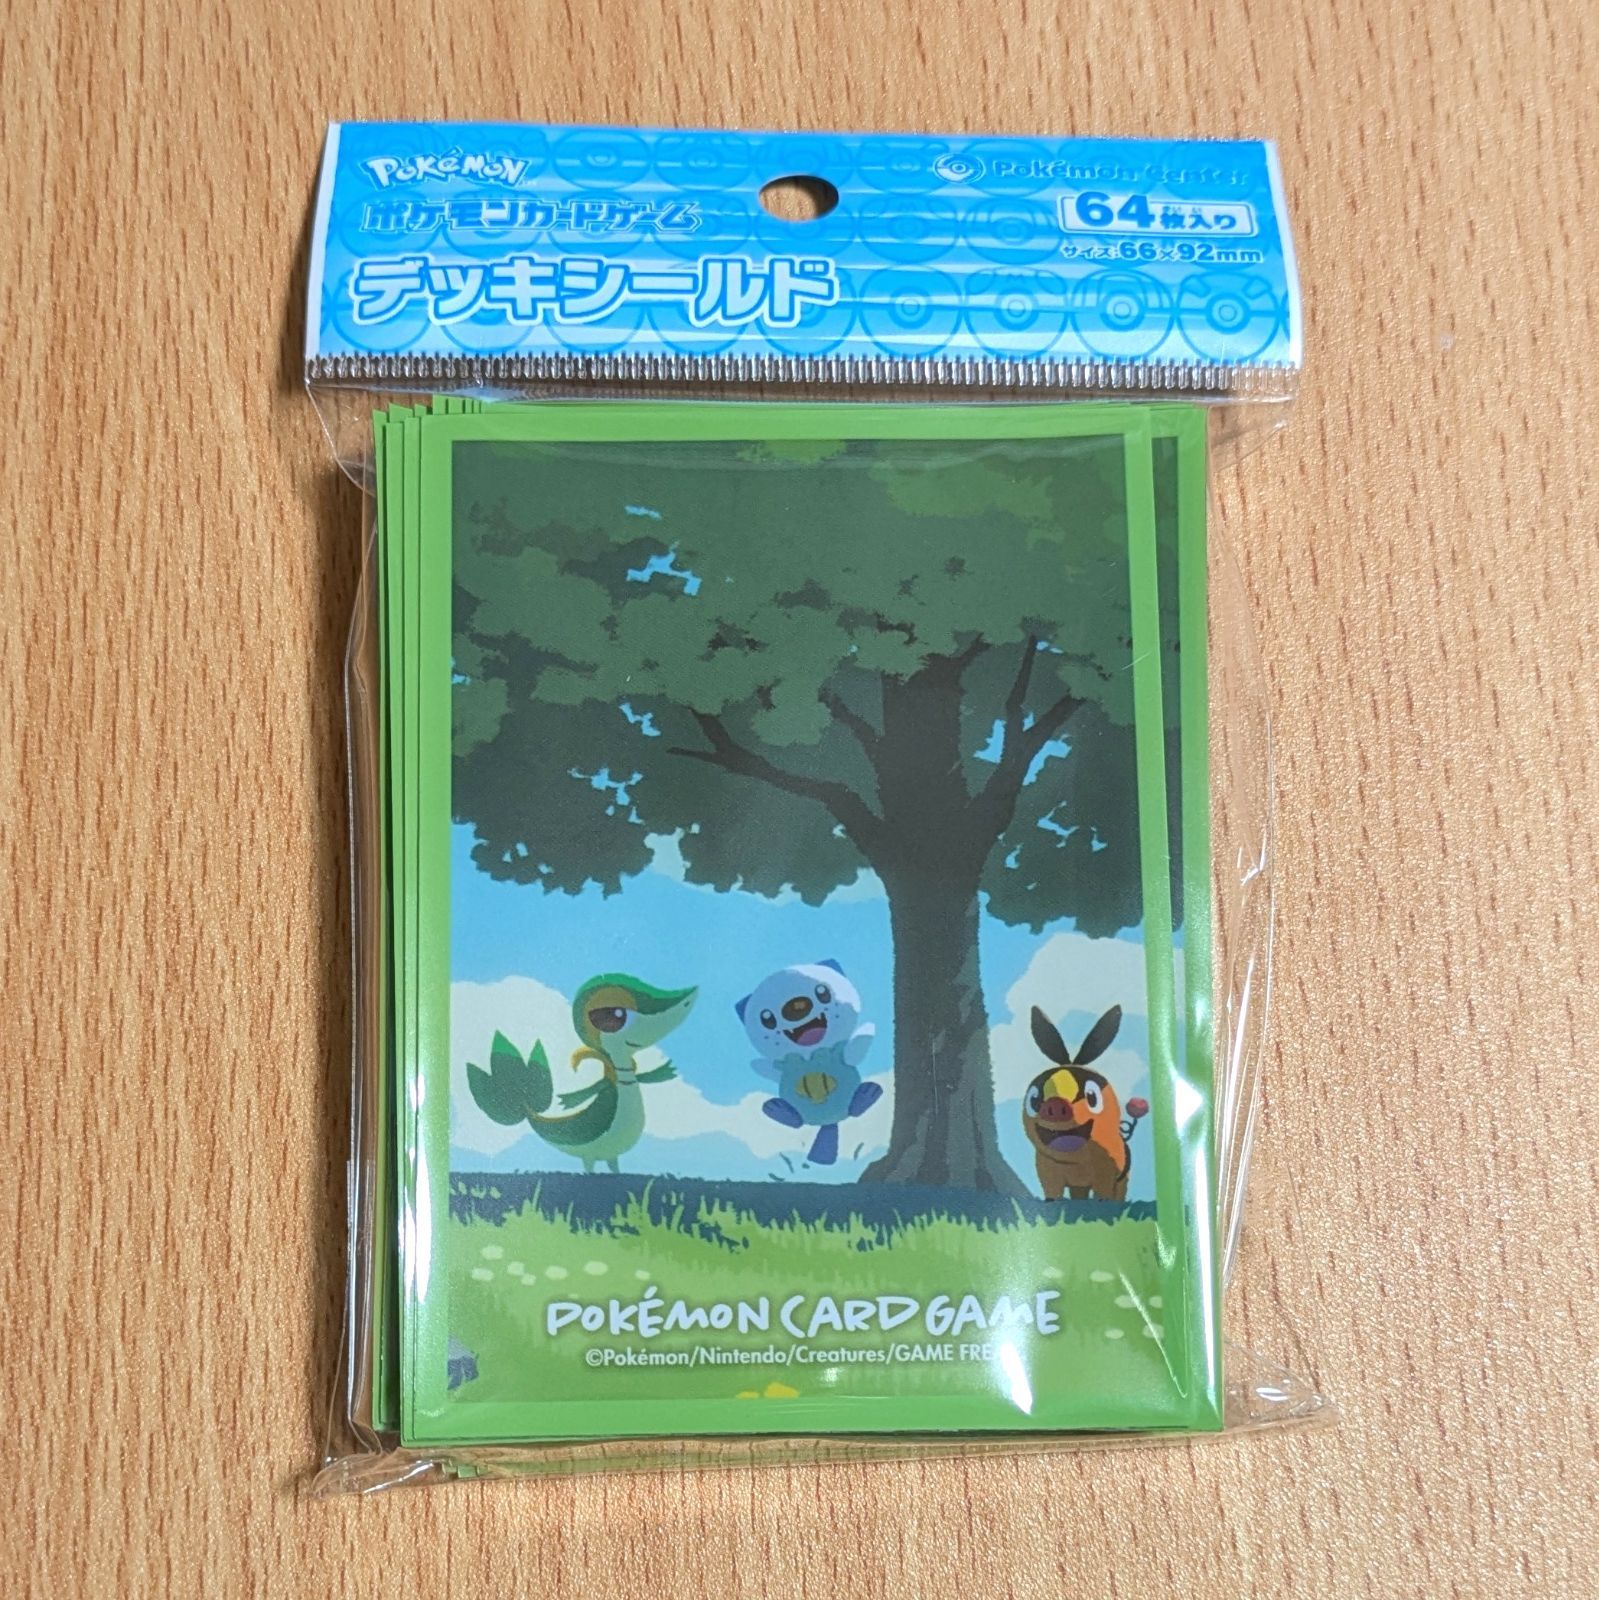 POKÉMON
Pokémon Center
ポケモンカードゲーム
64枚入り
サイズ:66×92mm
デッキシールド
POKÉMON CARD GAME
©Pokémon/Nintendo/Creatures/GAME FRE